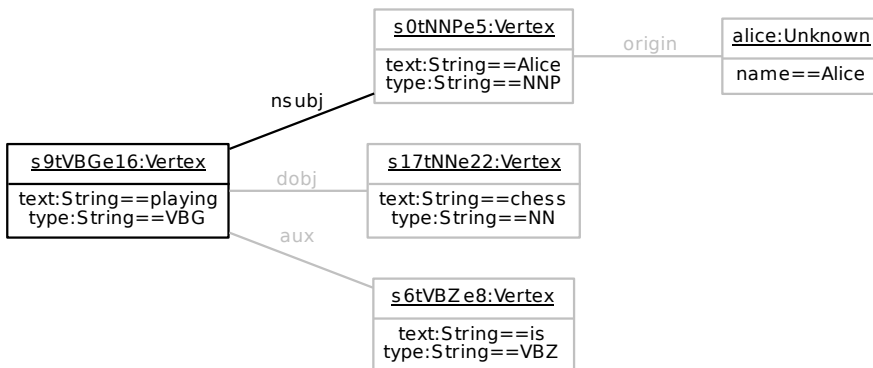 s0tNNPe5:Vertex
text:String==Alice
type:String==NNP
origin
alice:Unknown
name==Alice
nsubj
s9tVBGe16:Vertex
text:String==playing
type:String==VBG
dobj
s17tNNe22:Vertex
text:String==chess
type:String==NN
aux
s6tVBZe8:Vertex
text:String==is
type:String==VBZ